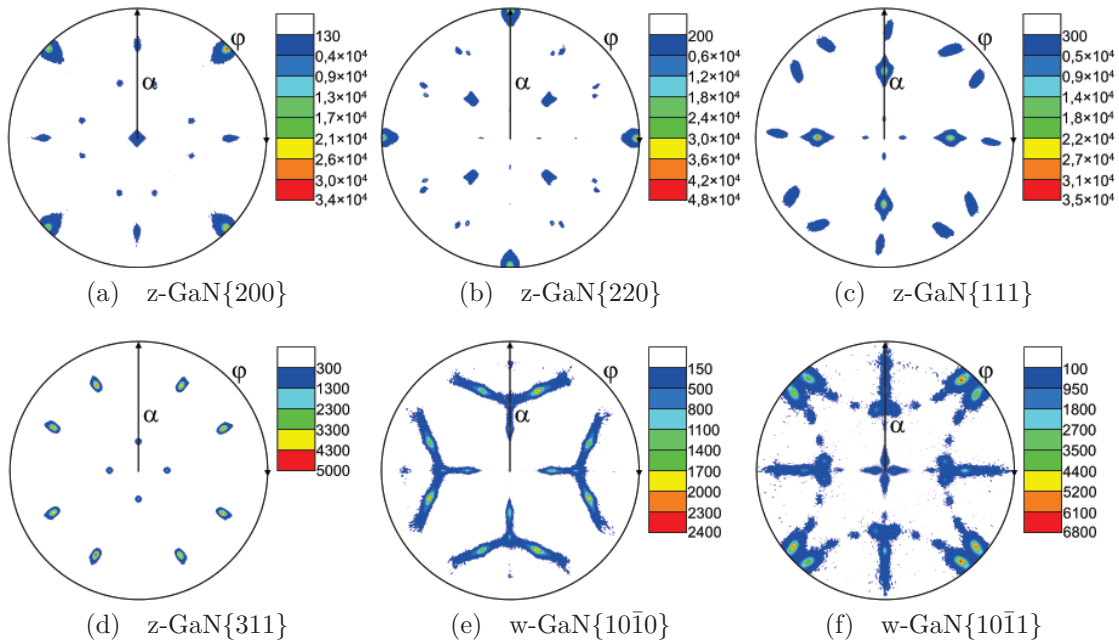 φ
α
130
0,4×10⁴
0,9×10⁴
1,3×10⁴
1,7×10⁴
2,1×10⁴
2,6×10⁴
3,0×10⁴
3,4×10⁴
(a) z-GaN{200}
φ
α
200
0,6×10⁴
1,2×10⁴
1,8×10⁴
2,4×10⁴
3,0×10⁴
3,6×10⁴
4,2×10⁴
4,8×10⁴
(b) z-GaN{220}
φ
α
300
0,5×10⁴
0,9×10⁴
1,4×10⁴
1,8×10⁴
2,2×10⁴
2,7×10⁴
3,1×10⁴
3,5×10⁴
(c) z-GaN{111}
φ
α
300
1300
2300
3300
4300
5000
(d) z-GaN{311}
φ
α
150
500
800
1100
1400
1700
2000
2300
2400
(e) w-GaN{101̄0}
φ
α
100
950
1800
2700
3500
4400
5200
6100
6800
(f) w-GaN{101̄1}